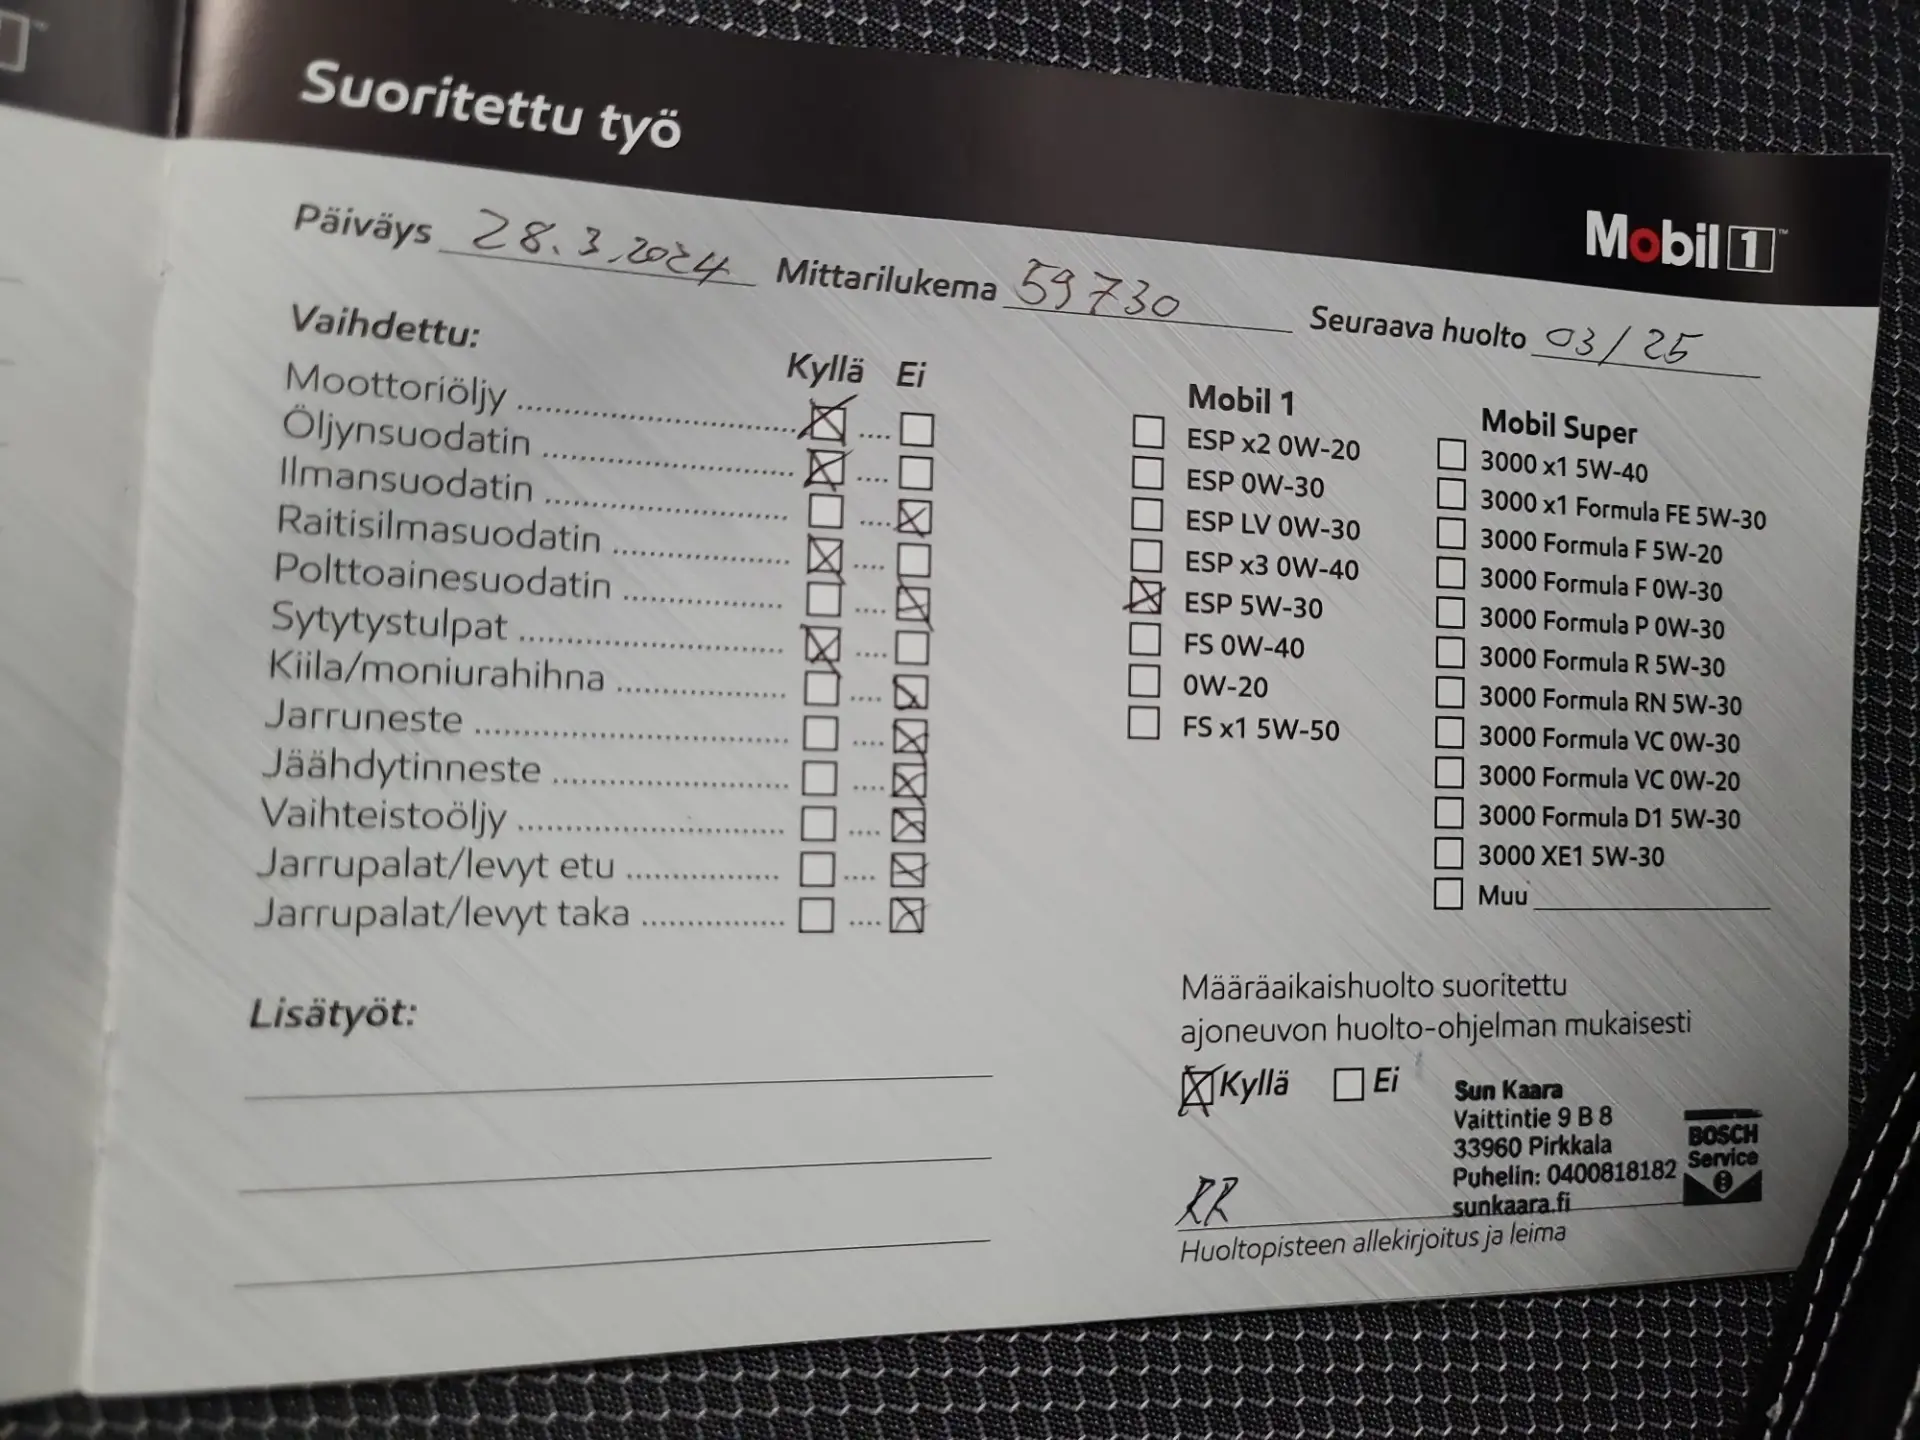 Suoritettu työ
Mobil 1™
Päiväys 28.3.2024 Mittarilukema 59730 Seuraava huolto 03/25
Vaihdettu:
Kyllä Ei
Moottoriöljy
Öljynsuodatin
Ilmansuodatin
Raitisilmasuodatin
Polttoainesuodatin
Sytytystulpat
Kiila/moniurahihna
Jarruneste
Jäähdytinneste
Vaihteistoöljy
Jarrupalat/levyt etu
Jarrupalat/levyt taka
Lisätyöt:
Mobil 1
ESP x2 0W-20
ESP 0W-30
ESP LV 0W-30
ESP x3 0W-40
ESP 5W-30
FS 0W-40
0W-20
FS x1 5W-50
Mobil Super
3000 x1 5W-40
3000 x1 Formula FE 5W-30
3000 Formula F 5W-20
3000 Formula F 0W-30
3000 Formula P 0W-30
3000 Formula R 5W-30
3000 Formula RN 5W-30
3000 Formula VC 0W-30
3000 Formula VC 0W-20
3000 Formula D1 5W-30
3000 XE1 5W-30
Muu
Määräaikaishuolto suoritettu
ajoneuvon huolto-ohjelman mukaisesti
Kyllä Ei
Sun Kaara
Vaittintie 9 B 8
33960 Pirkkala
Puhelin: 0400818182
sunkaara.fi
BOSCH
Service
RR
Huoltopisteen allekirjoitus ja leima